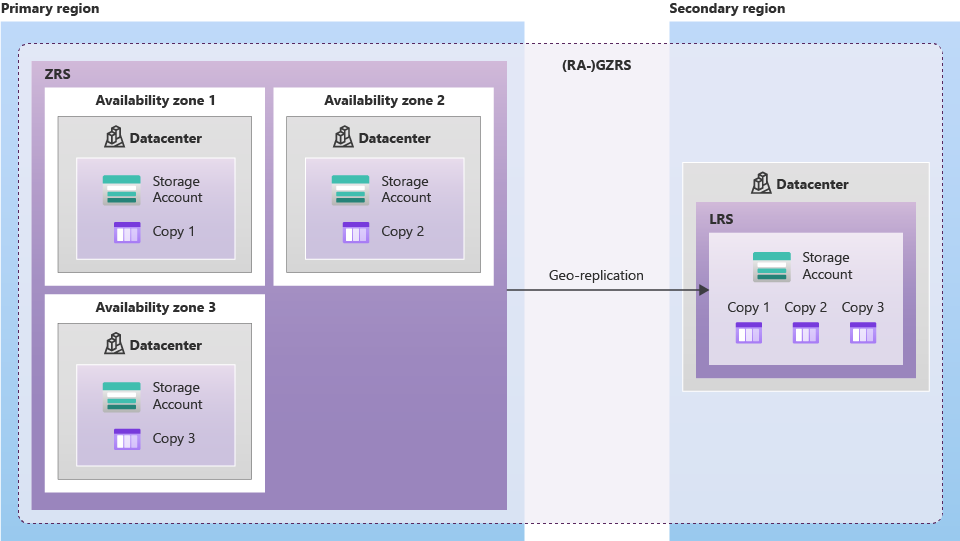 Primary region
Secondary region
(RA-)GZRS
ZRS
Availability zone 1
Datacenter
Storage
Account
Copy 1
Availability zone 2
Datacenter
Storage
Account
Copy 2
Availability zone 3
Datacenter
Storage
Account
Copy 3
Geo-replication
Datacenter
LRS
Storage
Account
Copy 1 Copy 2 Copy 3